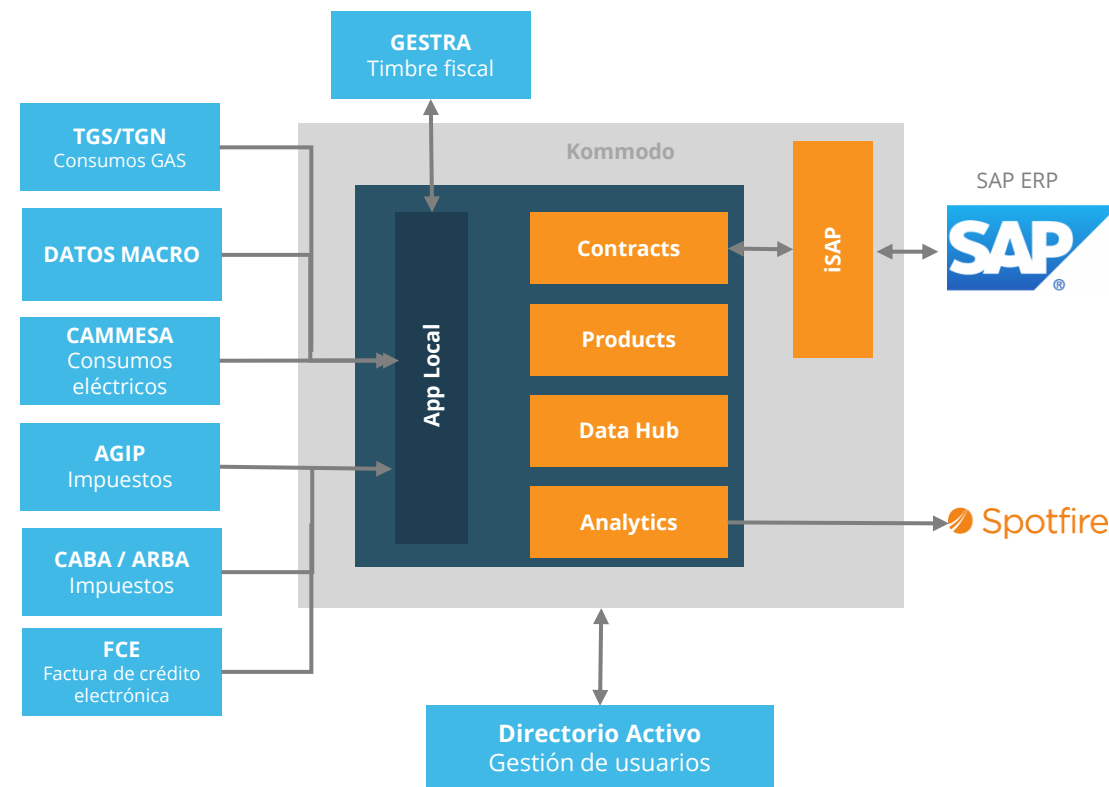 GESTRA
Timbre fiscal
TGS/TGN
Consumos GAS
DATOS MACRO
CAMMESA
Consumos
eléctricos
AGIP
Impuestos
CABA / ARBA
Impuestos
FCE
Factura de crédito
electrónica
Kommodo
App Local
Contracts
Products
Data Hub
Analytics
iSAP
SAP ERP
SAP
®
Spotfire
Directorio Activo
Gestión de usuarios